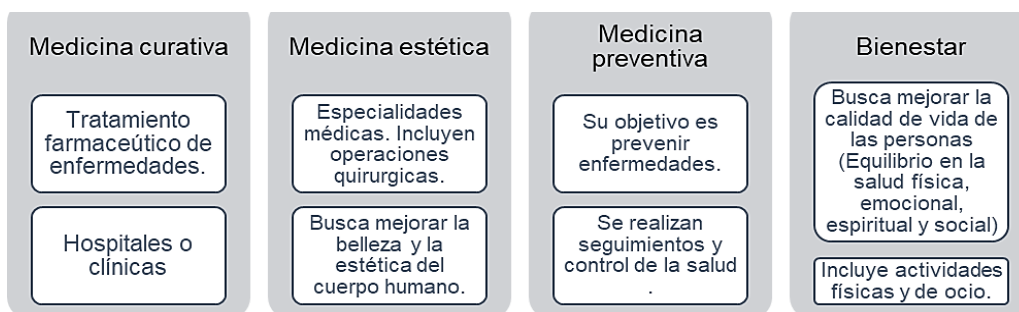 Medicina curativa
Tratamiento
farmaceútico de
enfermedades.
Hospitales o
clínicas
Medicina estética
Especialidades
médicas. Incluyen
operaciones
quirurgicas.
Busca mejorar la
belleza y la
estética del
cuerpo humano.
Medicina
preventiva
Su objetivo es
prevenir
enfermedades.
Se realizan
seguimientos y
control de la salud
.
Bienestar
Busca mejorar la
calidad de vida de
las personas
(Equilibrio en la
salud física,
emocional,
espiritual y social)
Incluye actividades
físicas y de ocio.